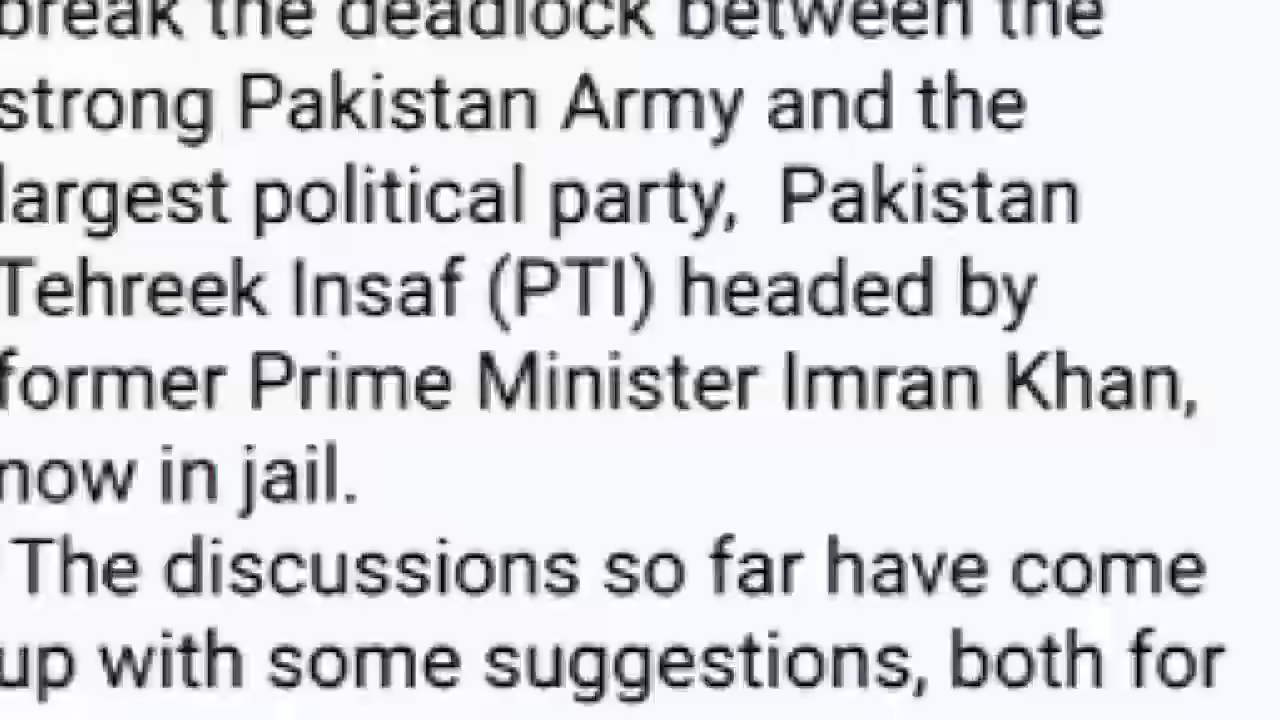 break the deadlock between the
strong Pakistan Army and the
largest political party,  Pakistan
Tehreek Insaf (PTI) headed by
former Prime Minister Imran Khan,
now in jail.
The discussions so far have come
up with some suggestions, both for